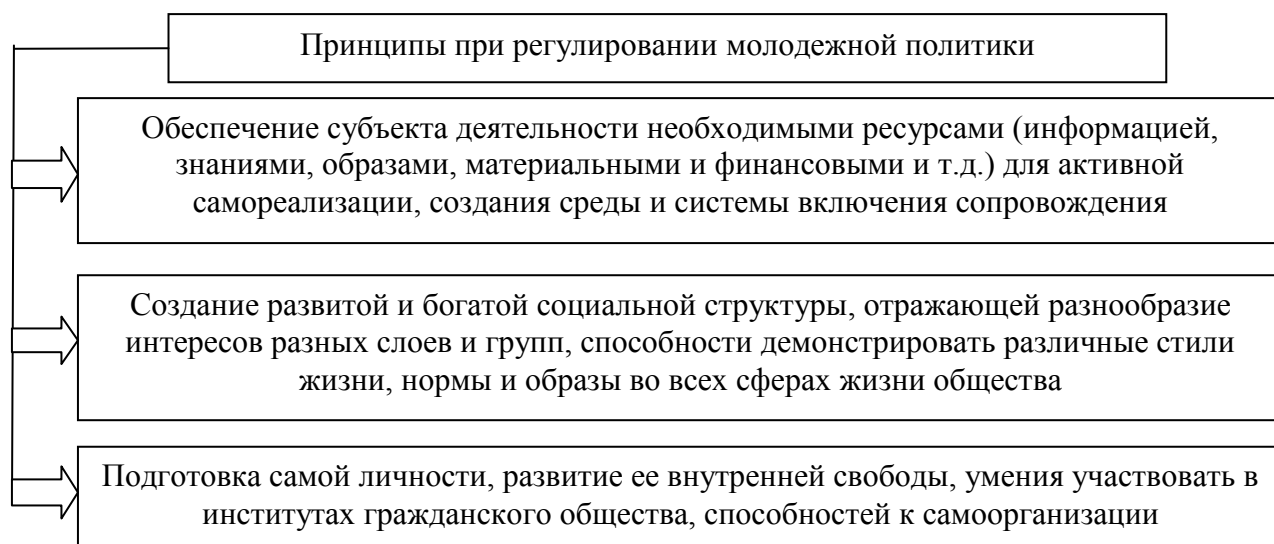 Принципы при регулировании молодежной политики
Обеспечение субъекта деятельности необходимыми ресурсами (информацией,
знаниями, образами, материальными и финансовыми и т.д.) для активной
самореализации, создания среды и системы включения сопровождения
Создание развитой и богатой социальной структуры, отражающей разнообразие
интересов разных слоев и групп, способности демонстрировать различные стили
жизни, нормы и образы во всех сферах жизни общества
Подготовка самой личности, развитие ее внутренней свободы, умения участвовать в
институтах гражданского общества, способностей к самоорганизации